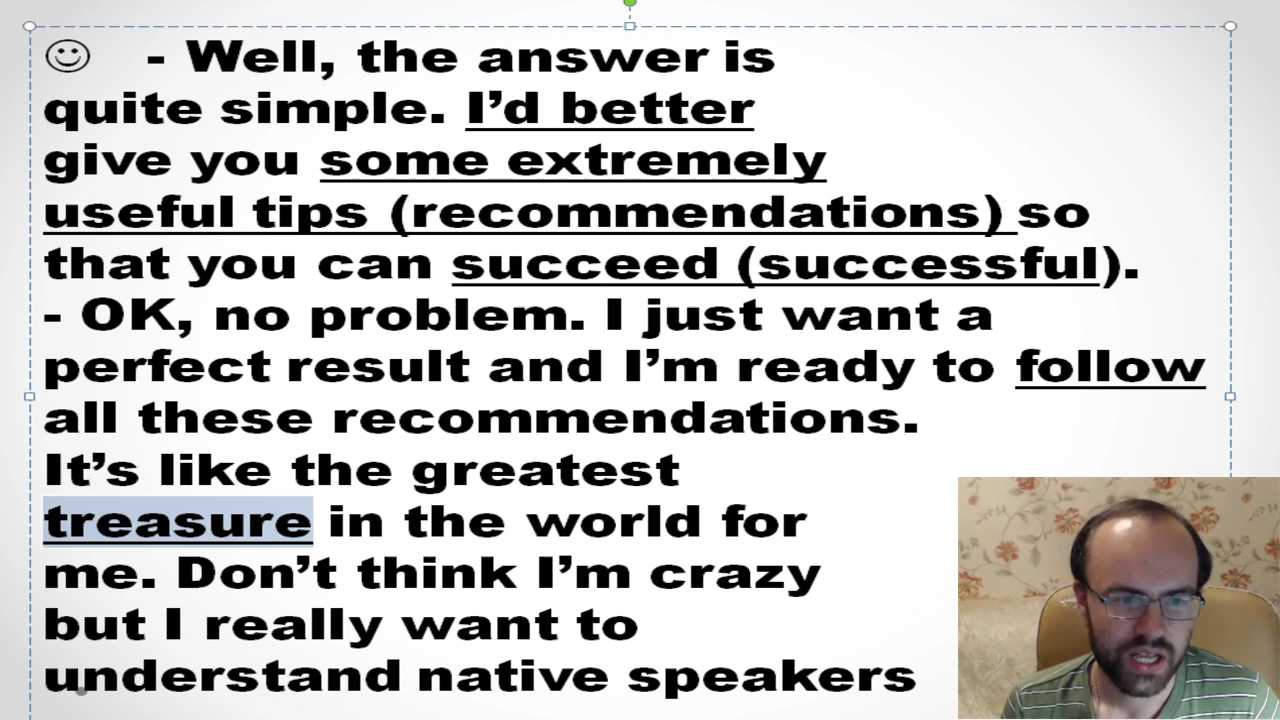 ☺ - Well, the answer is
quite simple. I’d better
give you some extremely
useful tips (recommendations) so
that you can succeed (successful).
- OK, no problem. I just want a
perfect result and I’m ready to follow
all these recommendations.
It’s like the greatest
treasure in the world for
me. Don’t think I’m crazy
but I really want to
understand native speakers